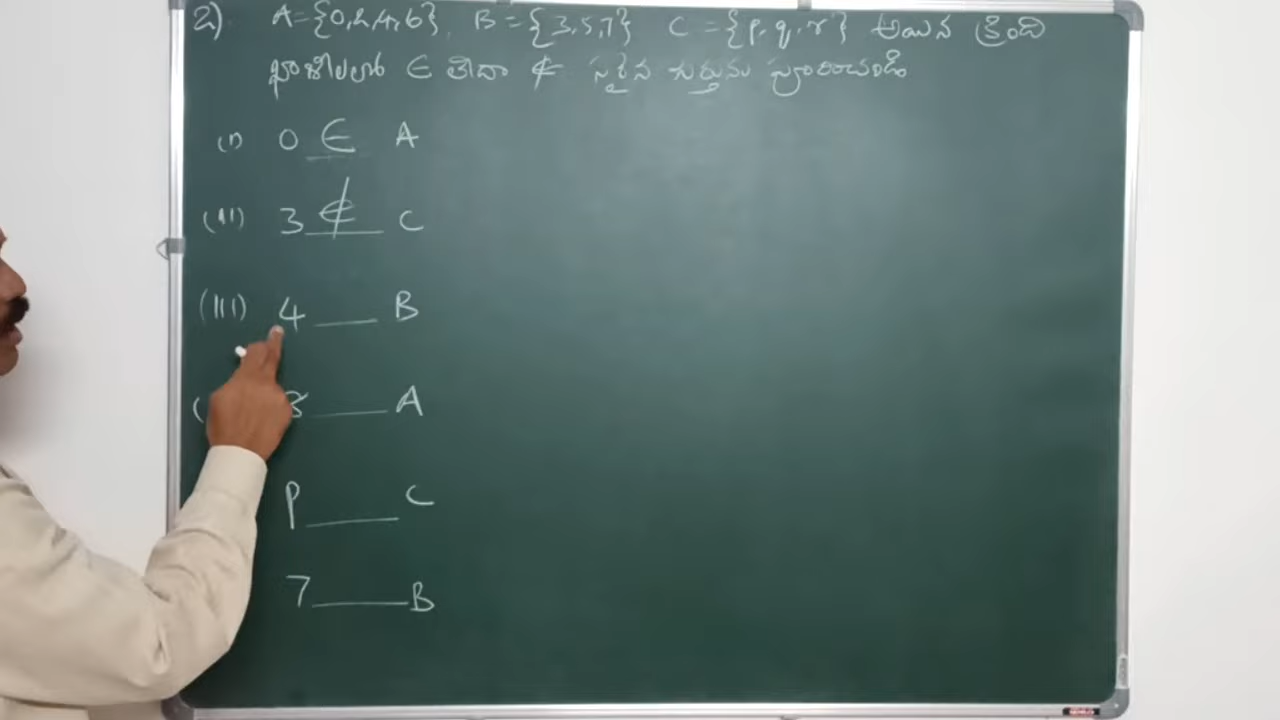 2) A={0,2,4,6}, B={3,5,7} C={p,q,r} అయిన క్రింది
ఖాళీలలో ∈ లేదా ∉ సరైన గుర్తును పూరించండి
(i) 0 ∈ A
(ii) 3 ∉ C
(iii) 4 ___ B
( 8 ___ A
p ___ C
7 ___ B